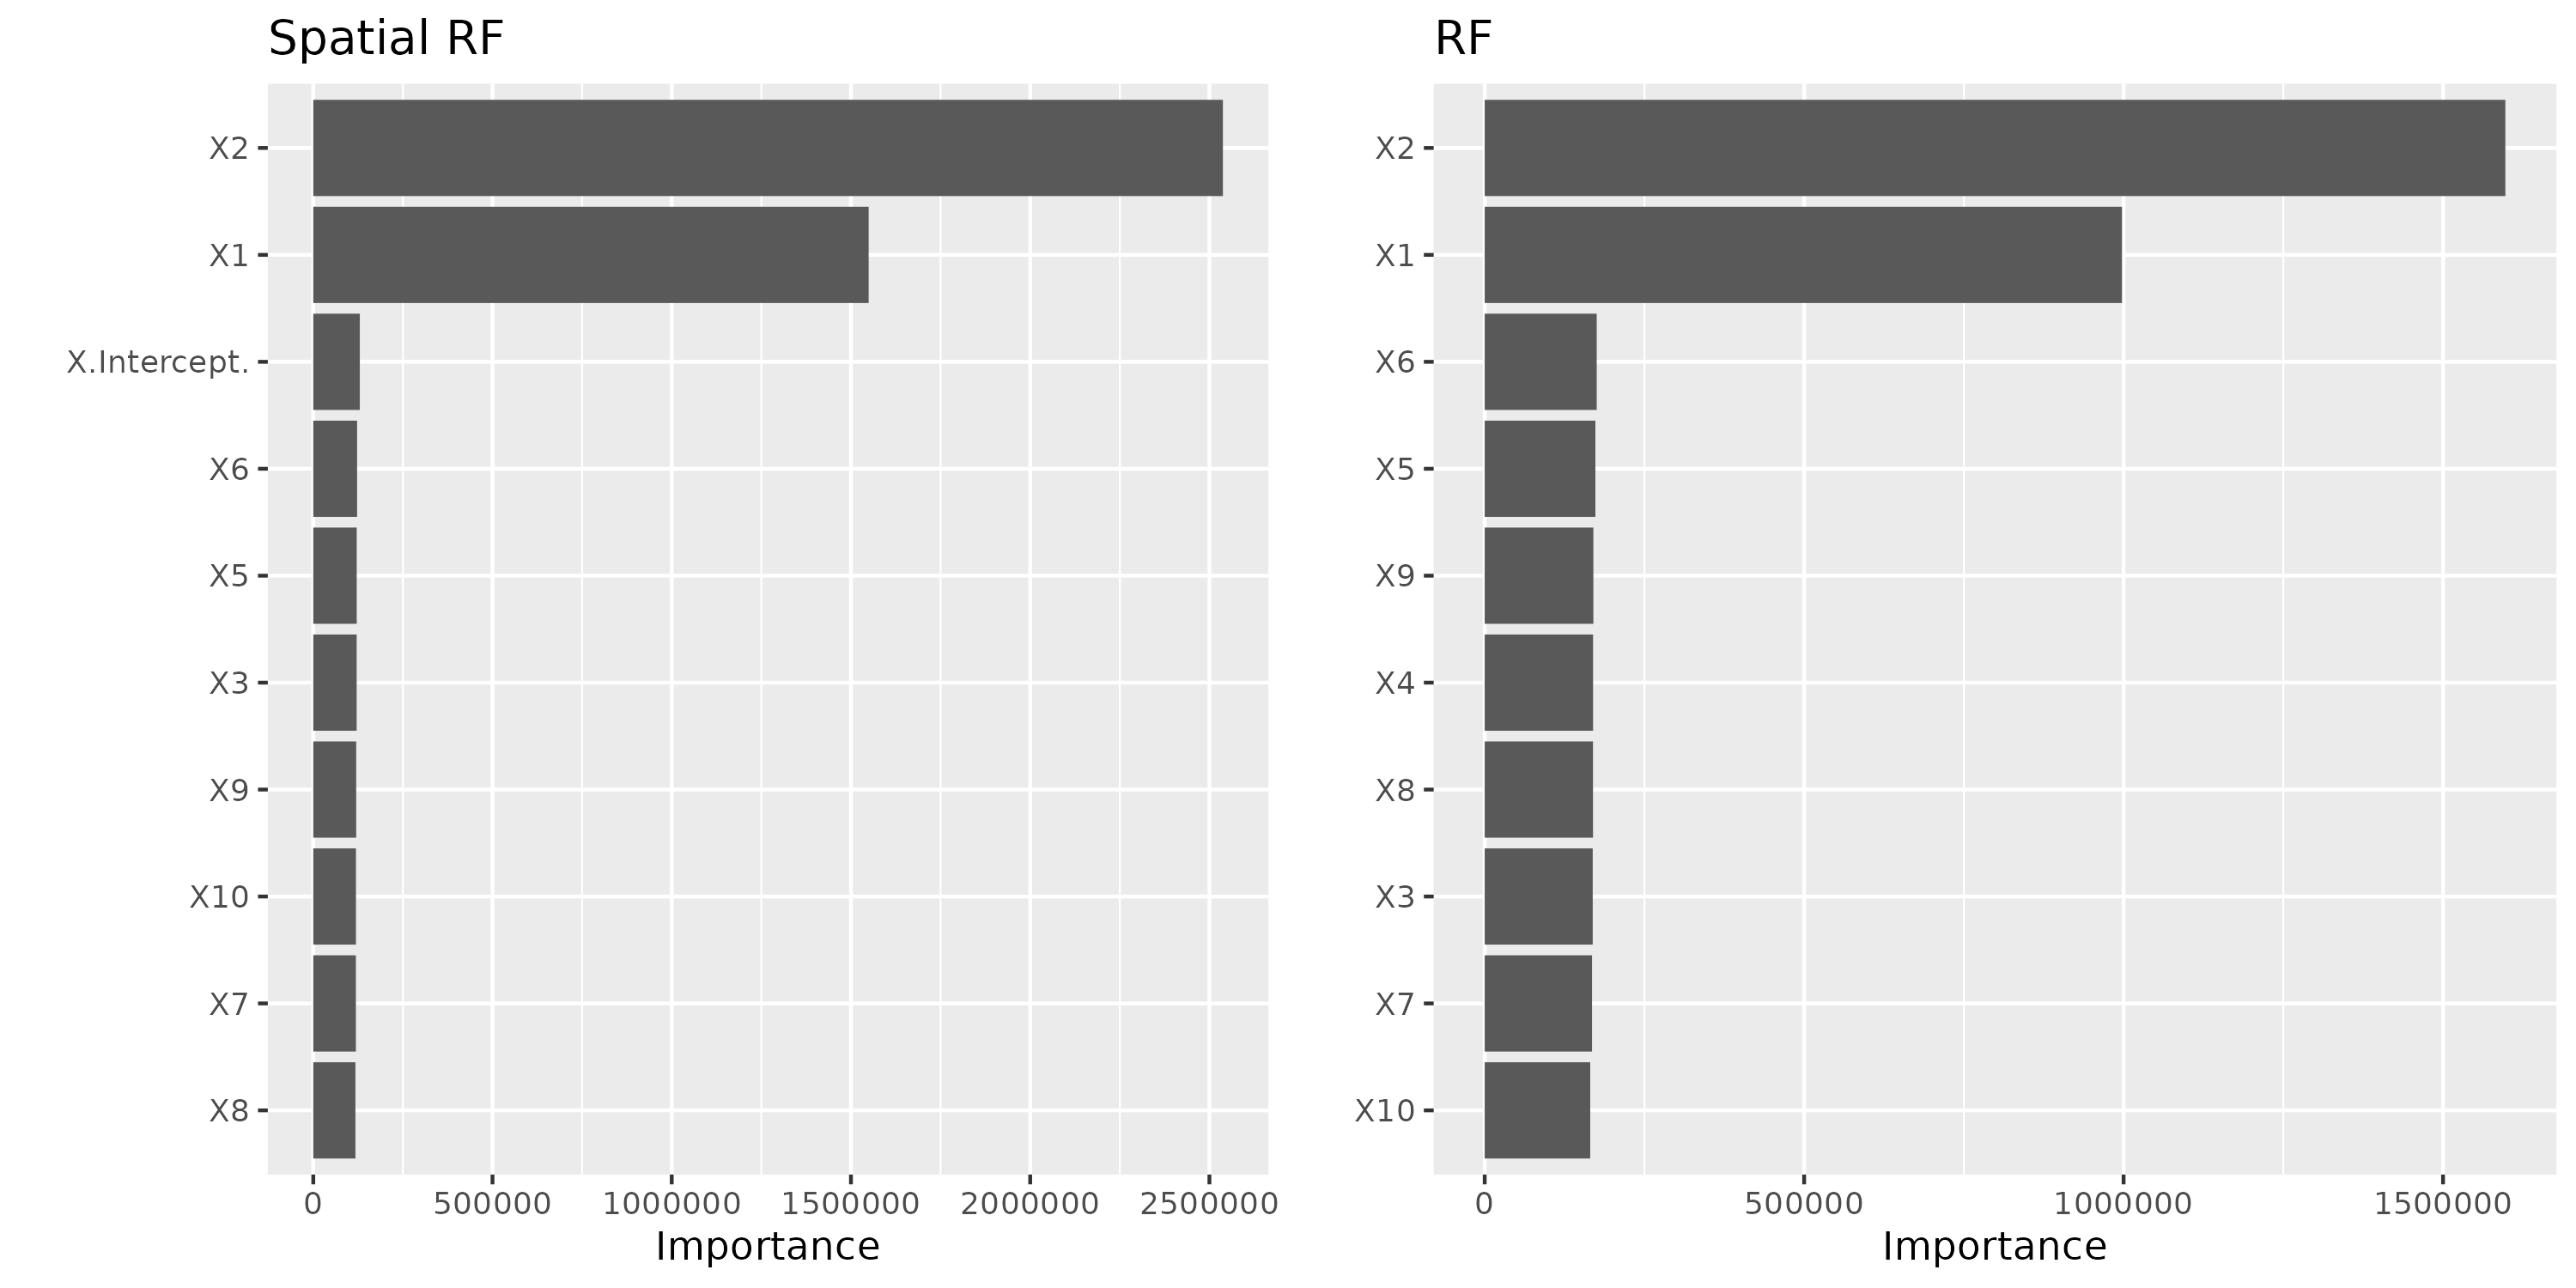 Spatial RF
X2
X1
X.Intercept.
X6
X5
X3
X9
X10
X7
X8
0 500000 1000000 1500000 2000000 2500000
Importance
RF
X2
X1
X6
X5
X9
X4
X8
X3
X7
X10
0 500000 1000000 1500000
Importance